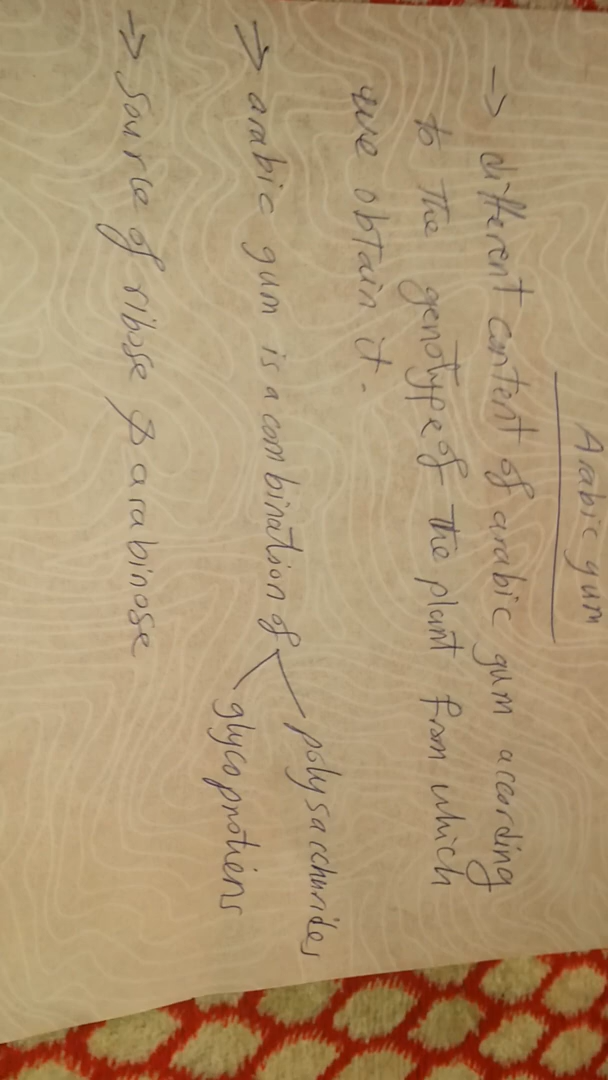 Arabic gum
→ different content of arabic gum according
to the genotype of the plant from which
we obtain it.
→ arabic gum is a combination of
polysaccharides
glycoprotiens
→ Source of ribose & arabinose